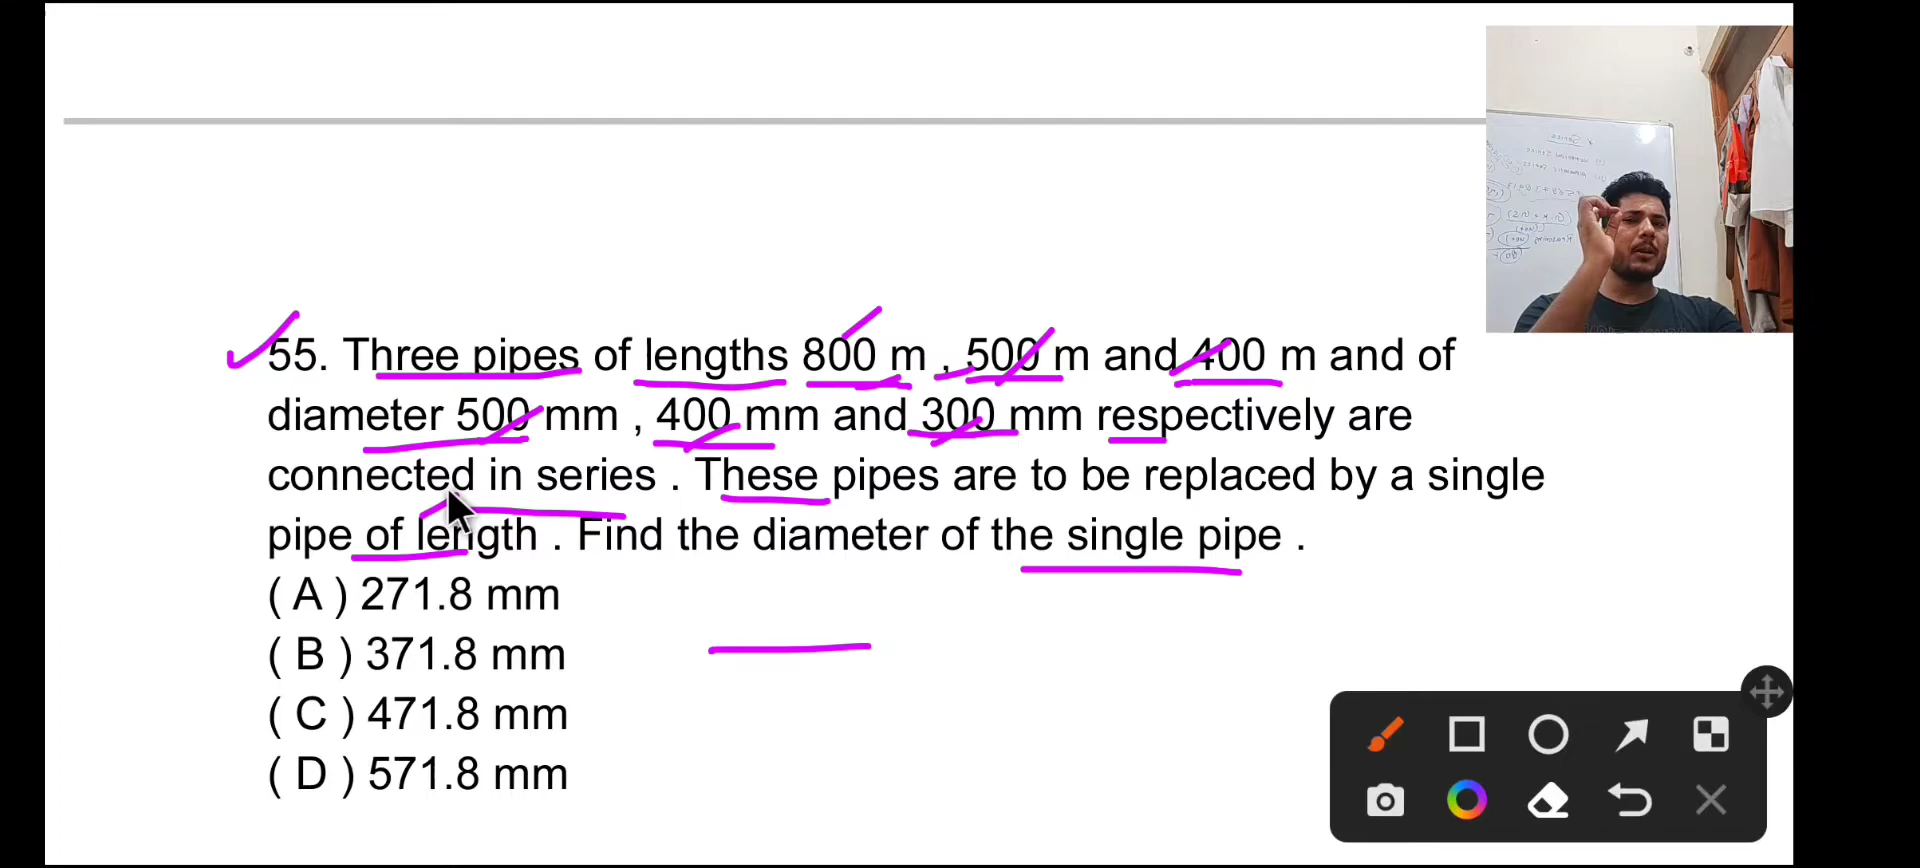 55. Three pipes of lengths 800 m , 500 m and 400 m and of
diameter 500 mm , 400 mm and 300 mm respectively are
connected in series . These pipes are to be replaced by a single
pipe of length . Find the diameter of the single pipe .
( A ) 271.8 mm
( B ) 371.8 mm
( C ) 471.8 mm
( D ) 571.8 mm